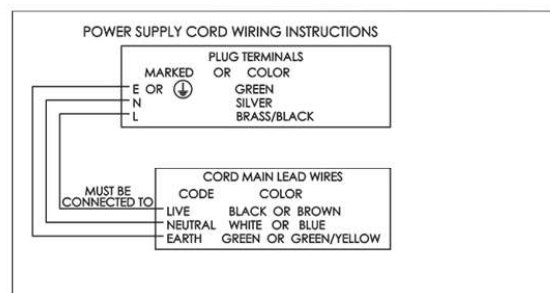 POWER SUPPLY CORD WIRING INSTRUCTIONS
PLUG TERMINALS
MARKED OR COLOR
E OR GREEN
N SILVER
L BRASS/BLACK
CORD MAIN LEAD WIRES
MUST BE
CONNECTED TO
CODE COLOR
LIVE BLACK OR BROWN
NEUTRAL WHITE OR BLUE
EARTH GREEN OR GREEN/YELLOW